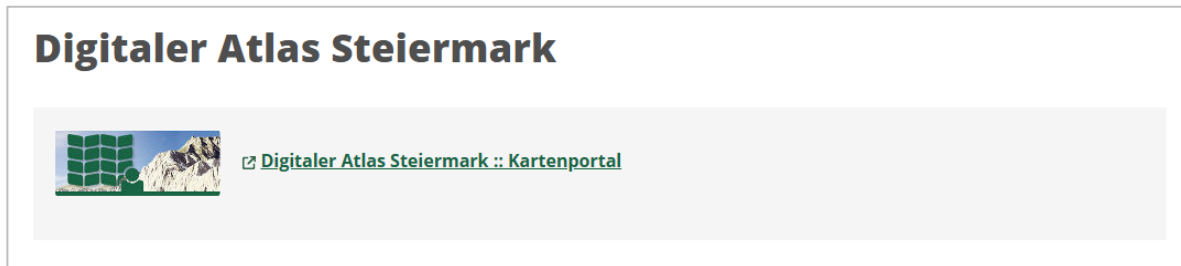 Digitaler Atlas Steiermark
Digitaler Atlas Steiermark :: Kartenportal